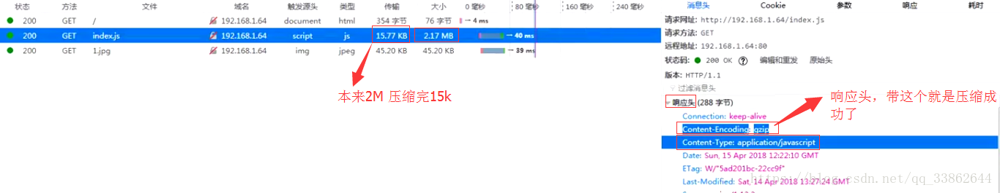 状态 方法 文件 域名 触发源头 类型 传输 大小 0 毫秒 80 毫秒 160 毫秒 240 毫秒
200 GET / 192.168.1.64 document html 354 字节 76 字节 → 4 ms
200 GET index.js 192.168.1.64 script js 15.77 KB 2.17 MB → 40 ms
200 GET 1.jpg 192.168.1.64 img jpeg 45.20 KB 45.20 KB → 39 ms
本来2M 压缩完15k
消息头 Cookie 参数 响应 耗时
请求网址: http://192.168.1.64/index.js
请求方法: GET
远程地址: 192.168.1.64:80
状态码: 200 OK ? 编辑和重发 原始头
版本: HTTP/1.1
过滤消息头
响应头 (288 字节)
Connection: keep-alive
Content-Encoding: gzip
Content-Type: application/javascript
Date: Sun, 15 Apr 2018 12:22:10 GMT
ETag: W/"5ad201bc-22cc9f"
Last-Modified: Sat, 14 Apr 2018 13:27:24 GMT
响应头，带这个就是压缩成
功了
https://blog.csdn.net/qq_33862644